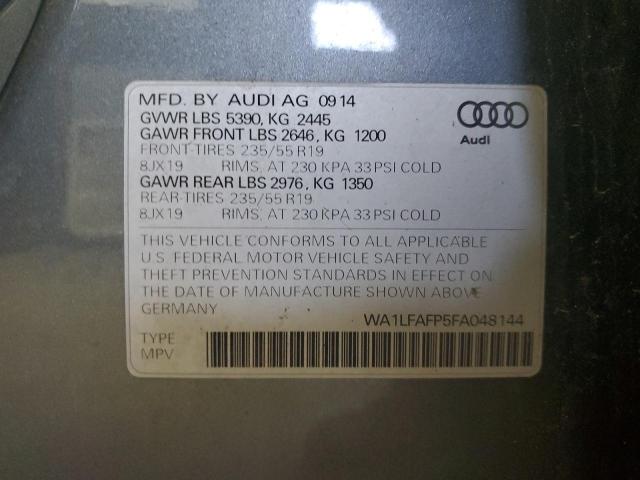 MFD. BY AUDI AG 09 14
GVWR LBS 5390, KG 2445
GAWR FRONT LBS 2646, KG 1200
FRONT-TIRES 235/55 R19
8JX19 RIMS, AT 230 KPA 33 PSI COLD
GAWR REAR LBS 2976, KG 1350
REAR-TIRES 235/55 R19
8JX19 RIMS, AT 230 KPA 33 PSI COLD
Audi
THIS VEHICLE CONFORMS TO ALL APPLICABLE
U.S. FEDERAL MOTOR VEHICLE SAFETY AND
THEFT PREVENTION STANDARDS IN EFFECT ON
THE DATE OF MANUFACTURE SHOWN ABOVE
GERMANY
WA1LFAFP5FA048144
TYPE
MPV